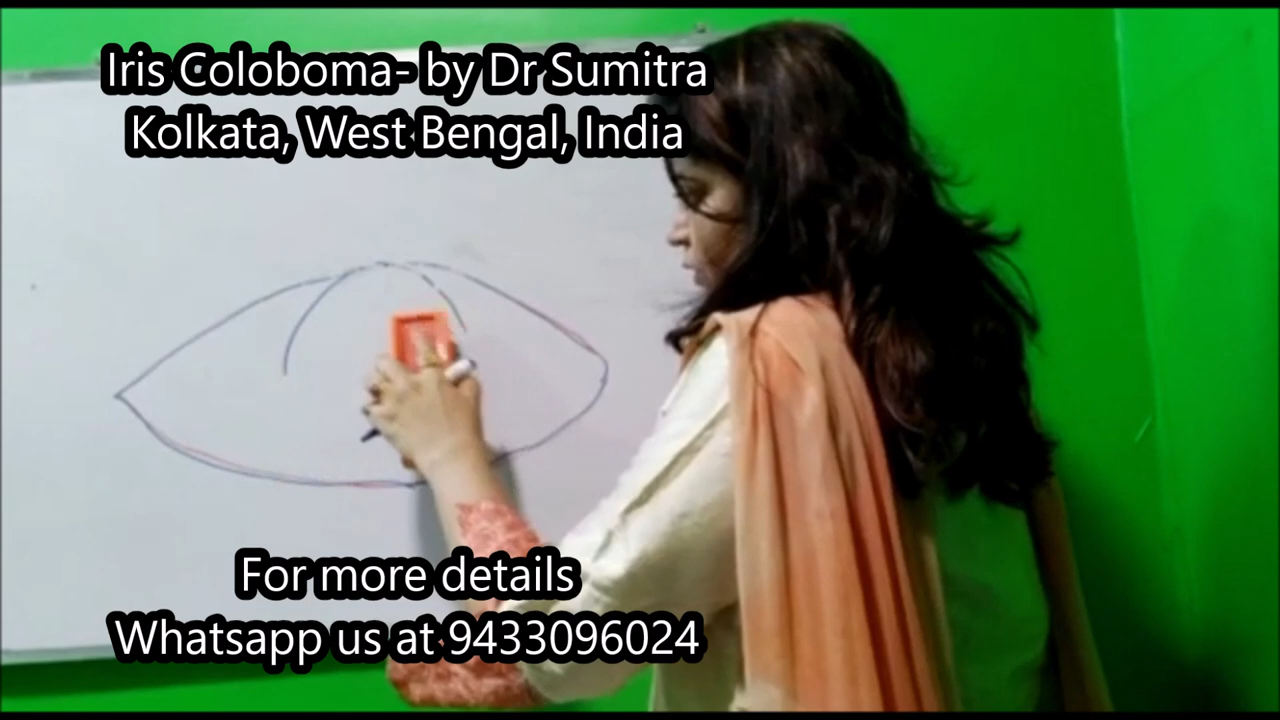 Iris Coloboma- by Dr Sumitra
Kolkata, West Bengal, India
For more details
Whatsapp us at 9433096024